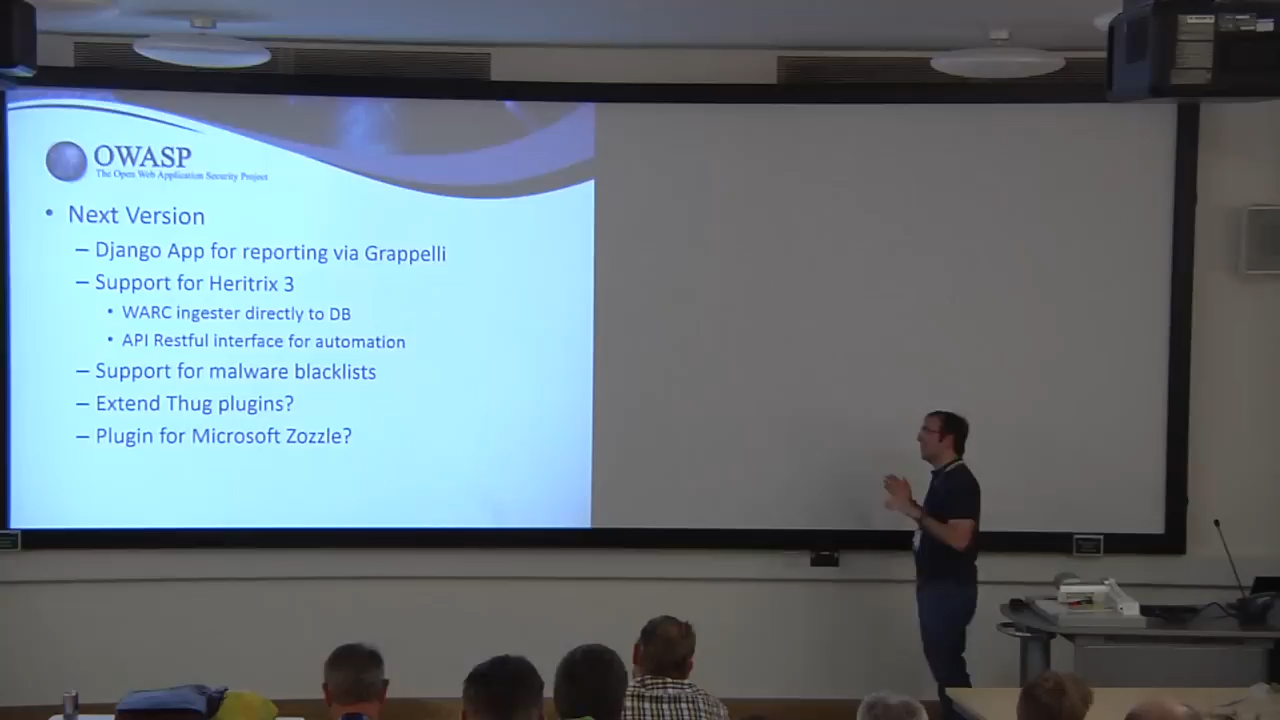 OWASP
The Open Web Application Security Project
• Next Version
– Django App for reporting via Grappelli
– Support for Heritrix 3
• WARC ingester directly to DB
• API Restful interface for automation
– Support for malware blacklists
– Extend Thug plugins?
– Plugin for Microsoft Zozzle?